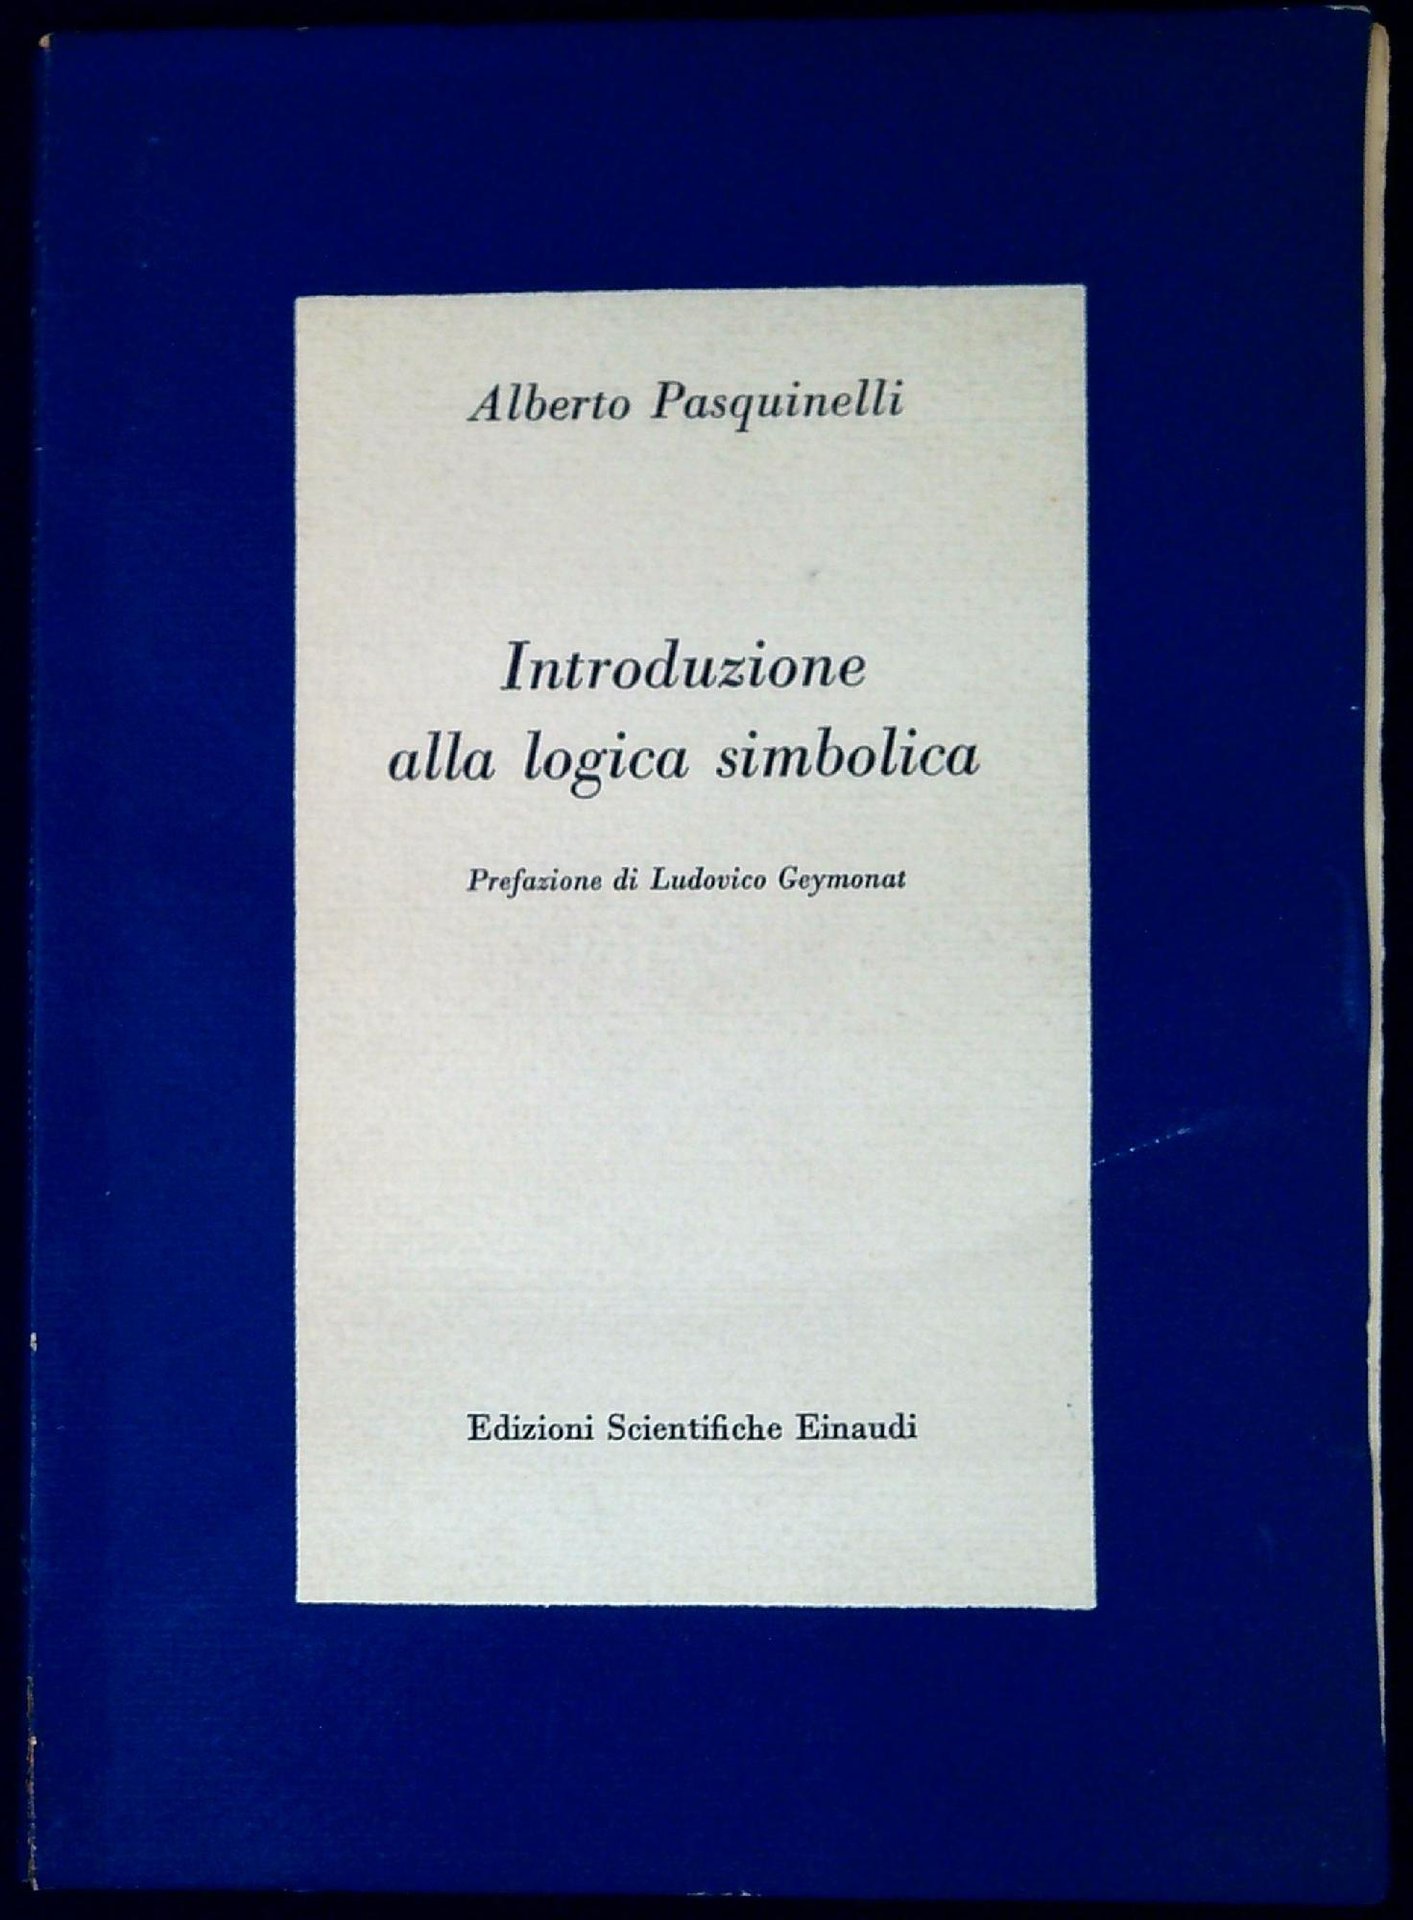 Alberto Pasquinelli
Introduzione
alla logica simbolica
Prefazione di Ludovico Geymonat
Edizioni Scientifiche Einaudi